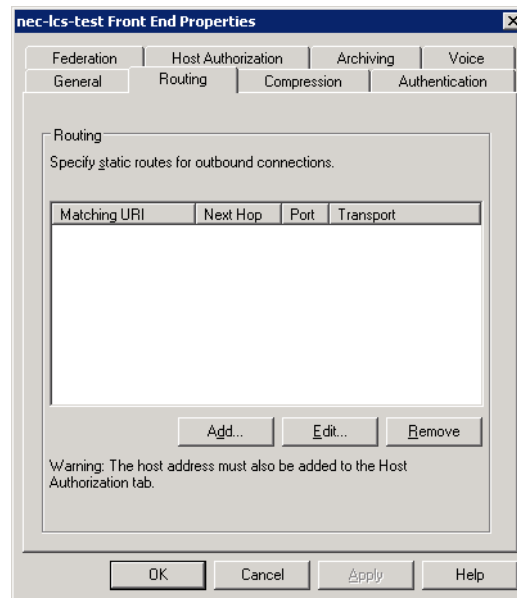 nec-lcs-test Front End Properties
Federation Host Authorization Archiving Voice
General Routing Compression Authentication
Routing
Specify static routes for outbound connections.
Matching URI Next Hop Port Transport
Add... Edit... Remove
Warning: The host address must also be added to the Host
Authorization tab.
OK Cancel Apply Help